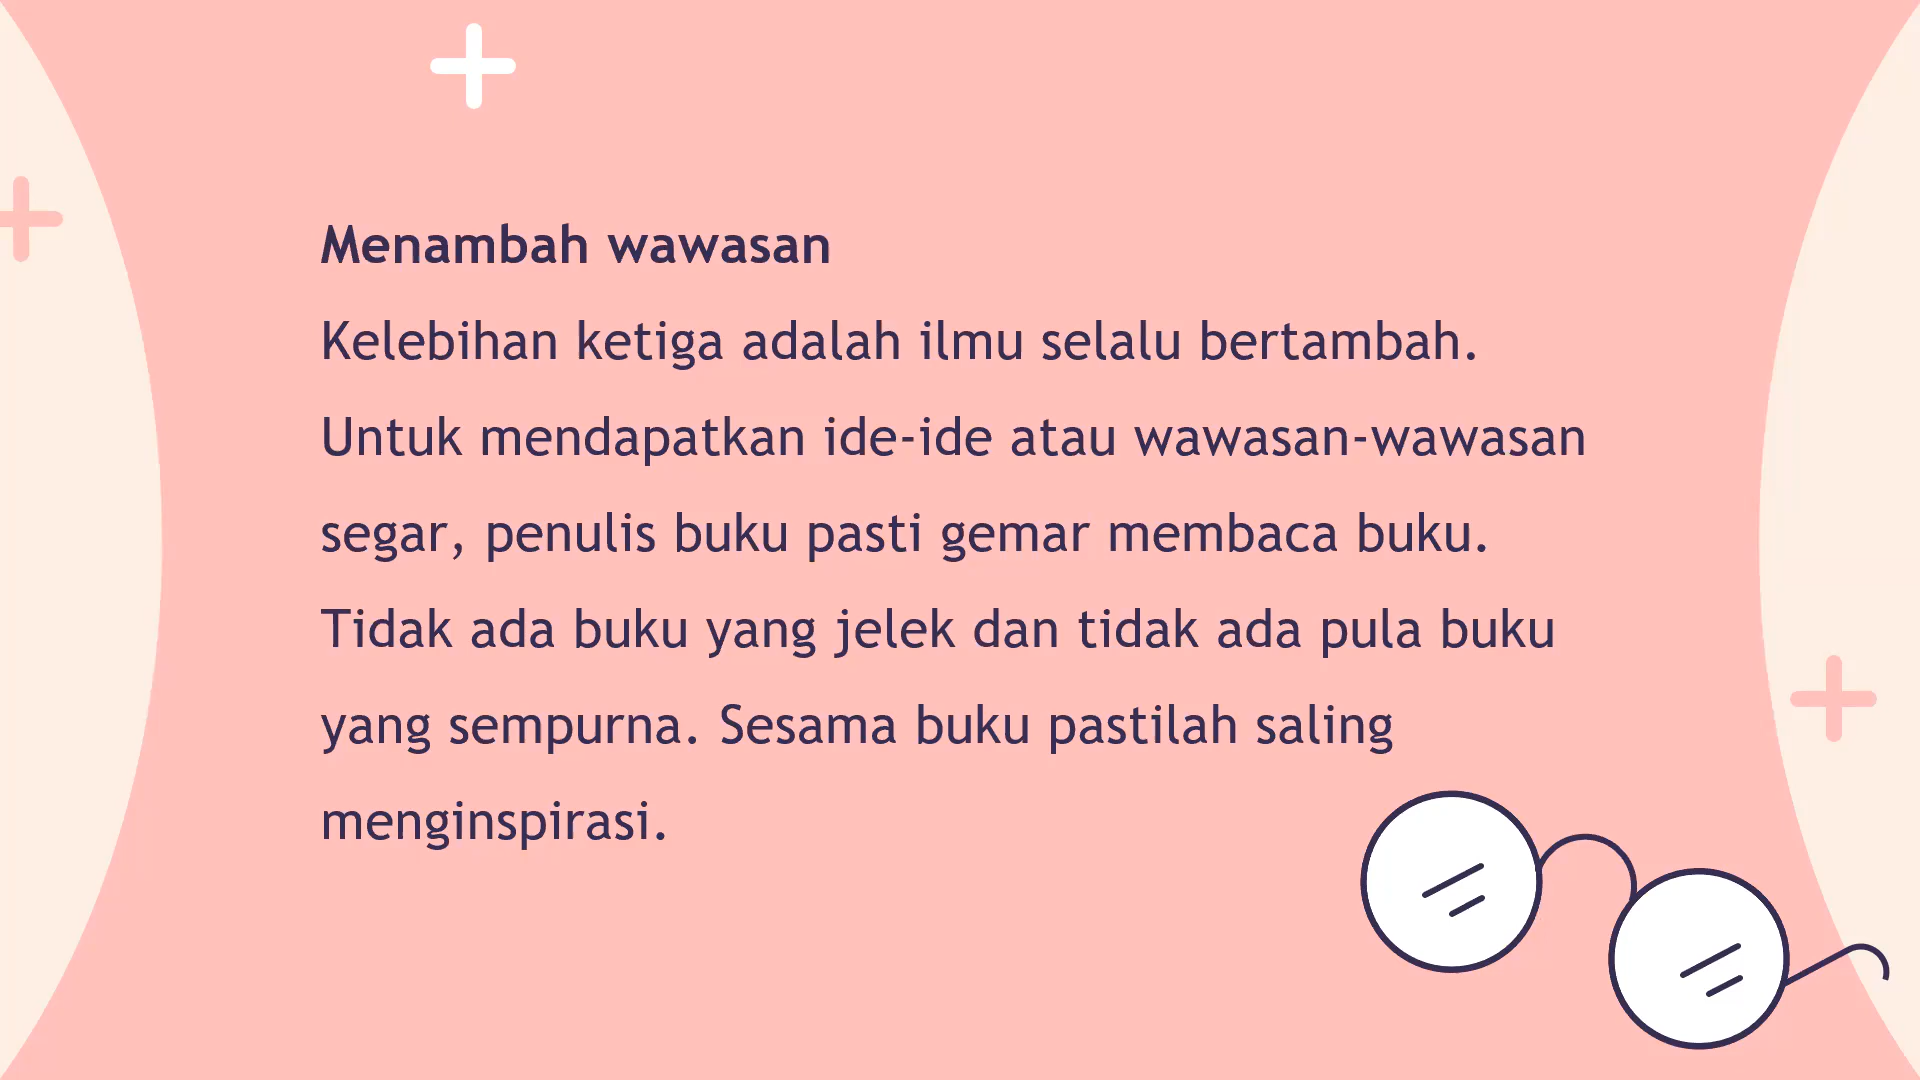 Menambah wawasan
Kelebihan ketiga adalah ilmu selalu bertambah.
Untuk mendapatkan ide-ide atau wawasan-wawasan
segar, penulis buku pasti gemar membaca buku.
Tidak ada buku yang jelek dan tidak ada pula buku
yang sempurna. Sesama buku pastilah saling
menginspirasi.